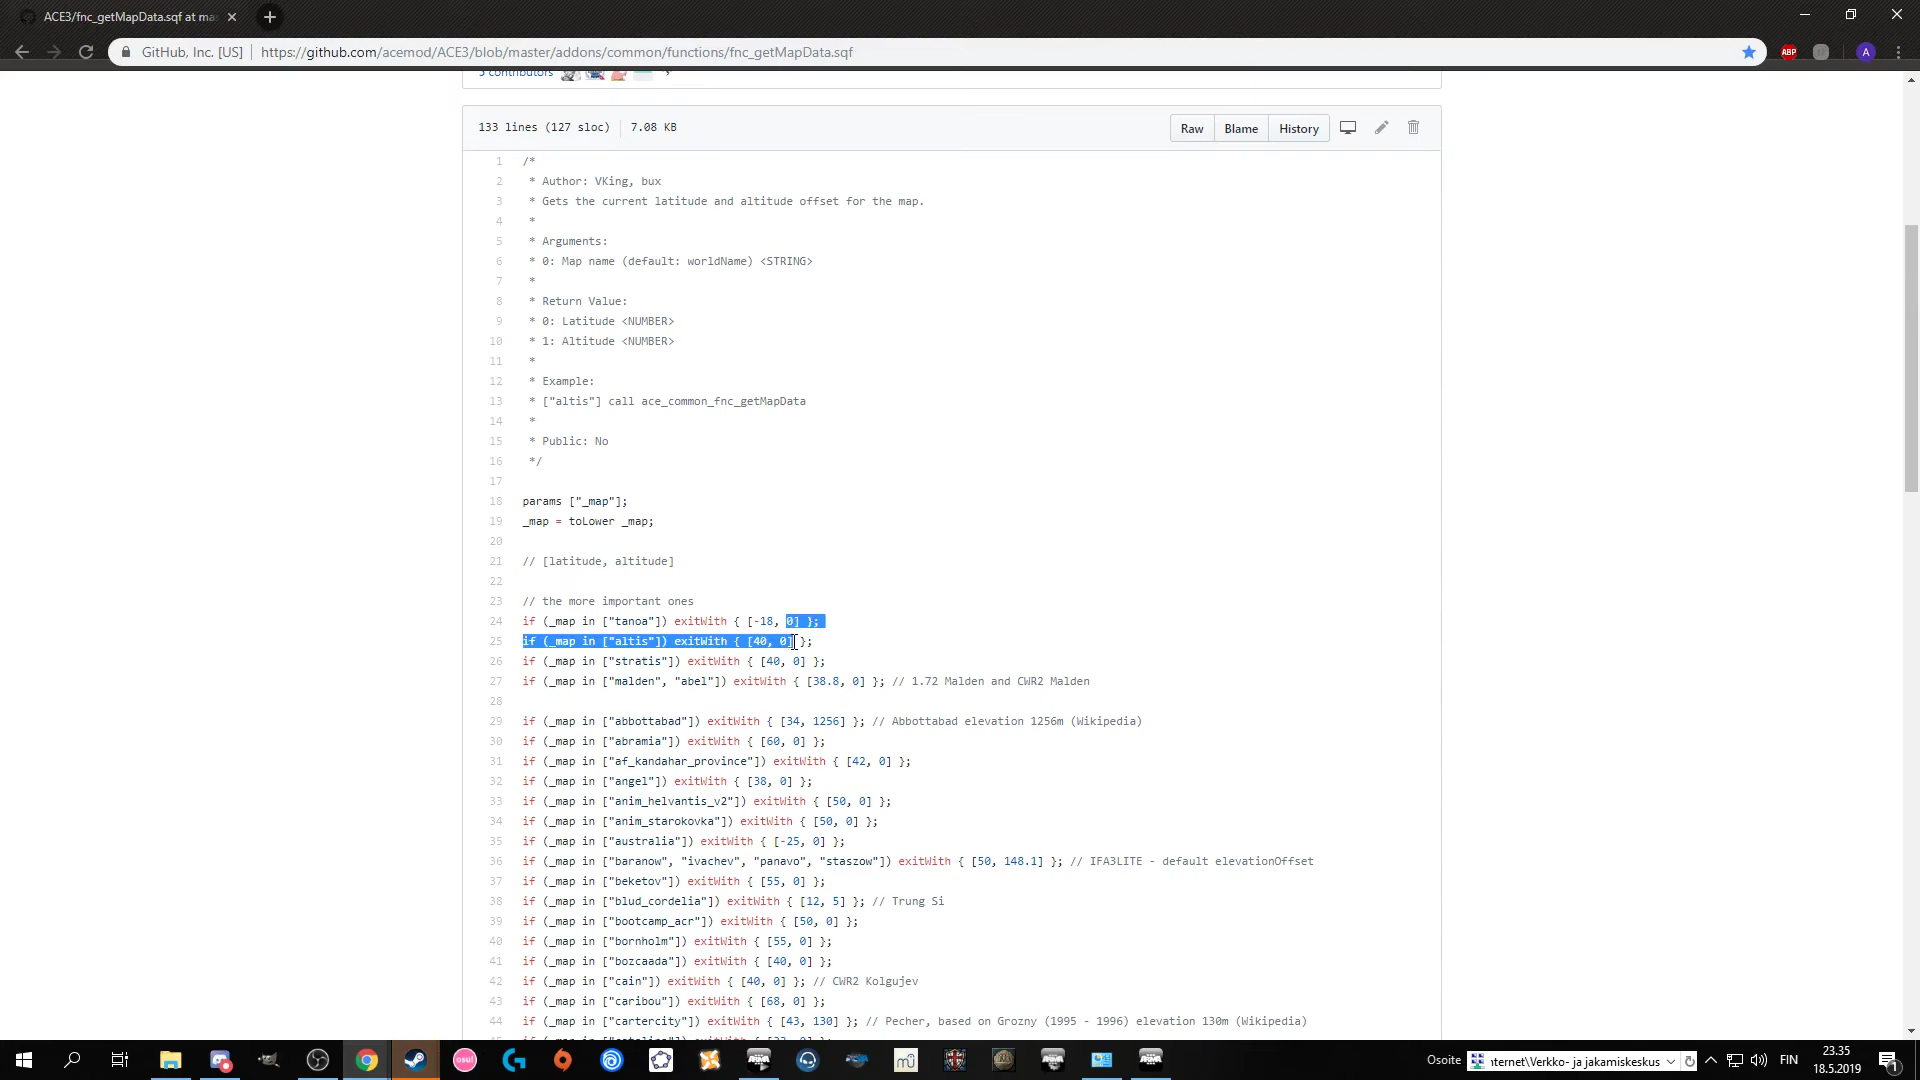 ACE3/fnc_getMapData.sqf at mas
GitHub, Inc. [US] https://github.com/acemod/ACE3/blob/master/addons/common/functions/fnc_getMapData.sqf
ABP
A
5 contributors
133 lines (127 sloc) 7.08 KB Raw Blame History
1 /*
2 * Author: VKing, bux
3 * Gets the current latitude and altitude offset for the map.
4 *
5 * Arguments:
6 * 0: Map name (default: worldName) <STRING>
7 *
8 * Return Value:
9 * 0: Latitude <NUMBER>
10 * 1: Altitude <NUMBER>
11 *
12 * Example:
13 * ["altis"] call ace_common_fnc_getMapData
14 *
15 * Public: No
16 */
17
18 params ["_map"];
19 _map = toLower _map;
20
21 // [latitude, altitude]
22
23 // the more important ones
24 if (_map in ["tanoa"]) exitWith { [-18, 0] };
25 if (_map in ["altis"]) exitWith { [40, 0] };
26 if (_map in ["stratis"]) exitWith { [40, 0] };
27 if (_map in ["malden", "abel"]) exitWith { [38.8, 0] }; // 1.72 Malden and CWR2 Malden
28
29 if (_map in ["abbottabad"]) exitWith { [34, 1256] }; // Abbottabad elevation 1256m (Wikipedia)
30 if (_map in ["abramia"]) exitWith { [60, 0] };
31 if (_map in ["af_kandahar_province"]) exitWith { [42, 0] };
32 if (_map in ["angel"]) exitWith { [38, 0] };
33 if (_map in ["anim_helvantis_v2"]) exitWith { [50, 0] };
34 if (_map in ["anim_starokovka"]) exitWith { [50, 0] };
35 if (_map in ["australia"]) exitWith { [-25, 0] };
36 if (_map in ["baranow", "ivachev", "panavo", "staszow"]) exitWith { [50, 148.1] }; // IFA3LITE - default elevationOffset
37 if (_map in ["beketov"]) exitWith { [55, 0] };
38 if (_map in ["blud_cordelia"]) exitWith { [12, 5] }; // Trung Si
39 if (_map in ["bootcamp_acr"]) exitWith { [50, 0] };
40 if (_map in ["bornholm"]) exitWith { [55, 0] };
41 if (_map in ["bozcaada"]) exitWith { [40, 0] };
42 if (_map in ["cain"]) exitWith { [40, 0] }; // CWR2 Kolgujev
43 if (_map in ["caribou"]) exitWith { [68, 0] };
44 if (_map in ["cartercity"]) exitWith { [43, 130] }; // Pecher, based on Grozny (1995 - 1996) elevation 130m (Wikipedia)
osu!
Osoite
ıternet\Verkko- ja jakamiskeskus
FIN
23.35
18.5.2019
1